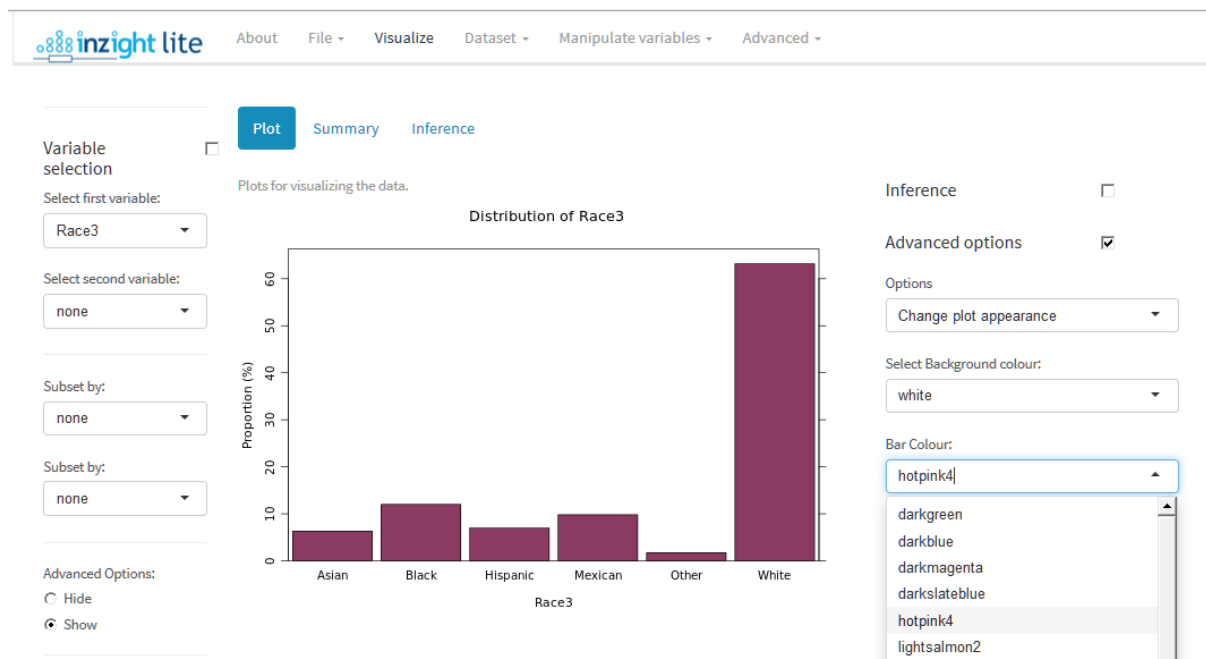 inzight lite About File Visualize Dataset Manipulate variables Advanced
Variable
selection
Select first variable:
Race3
Select second variable:
none
Subset by:
none
Subset by:
none
Advanced Options:
Hide
Show
Plot Summary Inference
Plots for visualizing the data.
Distribution of Race3
Proportion (%)
60
50
40
30
20
10
0
Asian Black Hispanic Mexican Other White
Race3
Inference
Advanced options
Options
Change plot appearance
Select Background colour:
white
Bar Colour:
hotpink4
darkgreen
darkblue
darkmagenta
darkslateblue
hotpink4
lightsalmon2